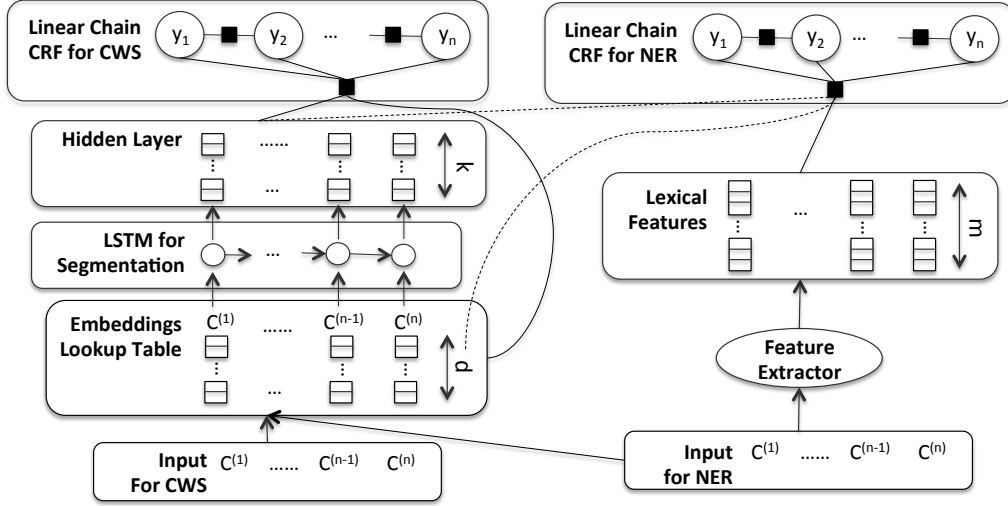 Linear Chain
CRF for CWS
y1 y2 ... yn
Linear Chain
CRF for NER
y1 y2 ... yn
Hidden Layer
......
...
k
LSTM for
Segmentation
...
Embeddings
Lookup Table
C(1) ...... C(n-1) C(n)
...
d
Input
For CWS
C(1) ...... C(n-1) C(n)
Lexical
Features
...
m
Feature
Extractor
Input
for NER
C(1) ...... C(n-1) C(n)